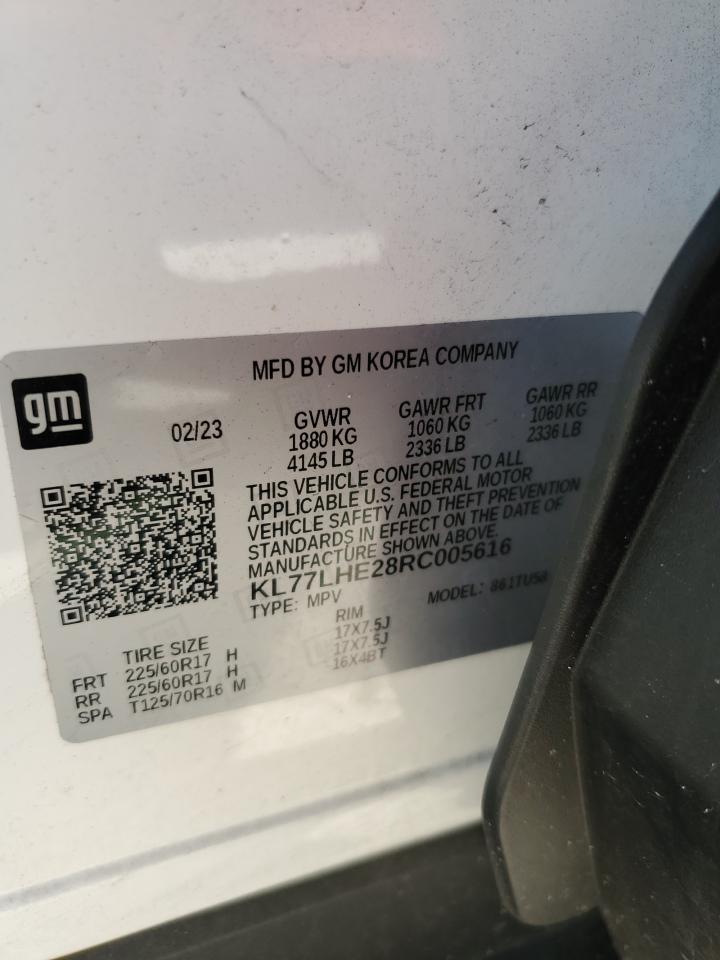 MFD BY GM KOREA COMPANY
gm
02/23
GVWR
1880 KG
4145 LB
GAWR FRT
1060 KG
2336 LB
GAWR RR
1060 KG
2336 LB
THIS VEHICLE CONFORMS TO ALL
APPLICABLE U.S. FEDERAL MOTOR
VEHICLE SAFETY AND THEFT PREVENTION
STANDARDS IN EFFECT ON THE DATE OF
MANUFACTURE SHOWN ABOVE.
KL77LHE28RC005616
TYPE: MPV MODEL: 861TU58
TIRE SIZE RIM
FRT 225/60R17 H 17X7.5J
RR 225/60R17 H 17X7.5J
SPA T125/70R16 M 16X4BT